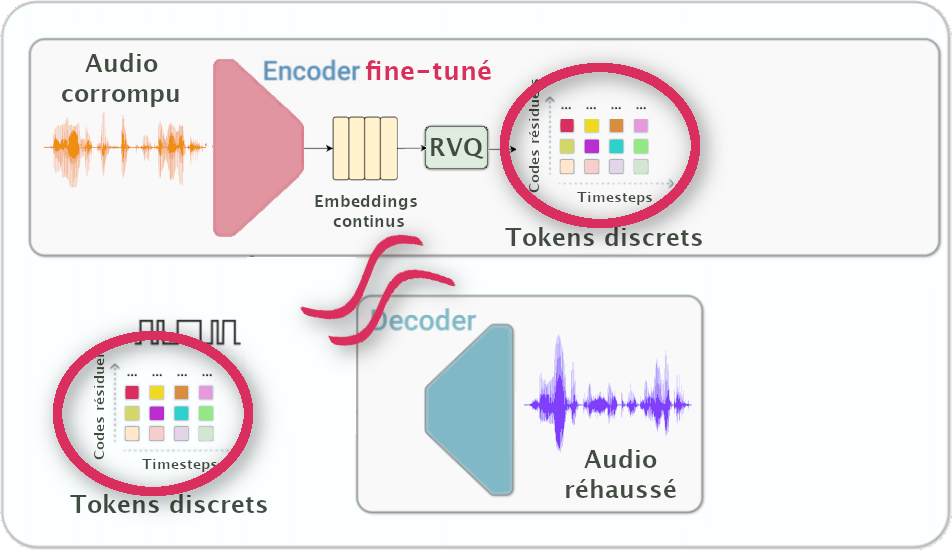 Audio
corrompu
Encoder fine-tuné
RVQ
Embeddings
continus
Codes résiduels
... ... ... ...
Timesteps
Tokens discrets
Decoder
Codes résiduel
... ... ... ...
Timesteps
Tokens discrets
Audio
réhaussé